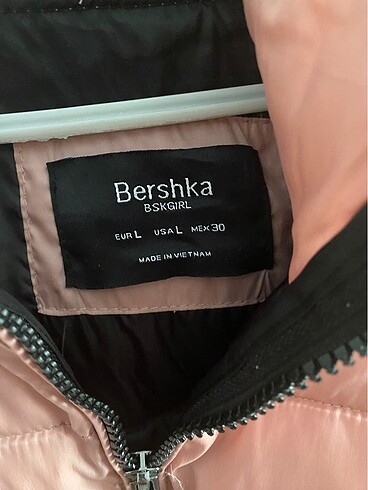 Bershka
BSKGIRL
EUR L USA L MEX 30
MADE IN VIETNAM